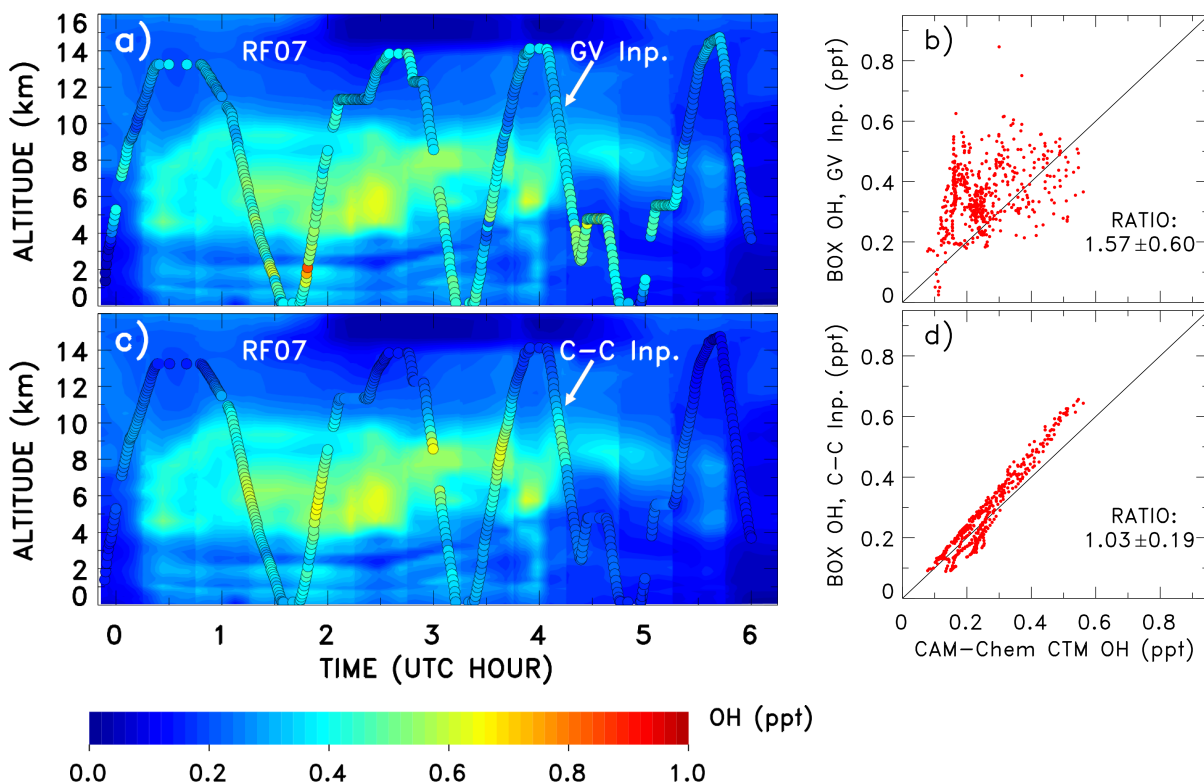 a)
RF07
GV Inp.
ALTITUDE (km)
16
14
12
10
8
6
4
2
0
b)
BOX OH, GV Inp. (ppt)
0.8
0.6
0.4
0.2
0
RATIO:
1.57±0.60
c)
RF07
C-C Inp.
ALTITUDE (km)
14
12
10
8
6
4
2
0
0 1 2 3 4 5 6
TIME (UTC HOUR)
d)
BOX OH, C-C Inp. (ppt)
0.8
0.6
0.4
0.2
0
RATIO:
1.03±0.19
0 0.2 0.4 0.6 0.8
CAM-Chem CTM OH (ppt)
OH (ppt)
0.0 0.2 0.4 0.6 0.8 1.0